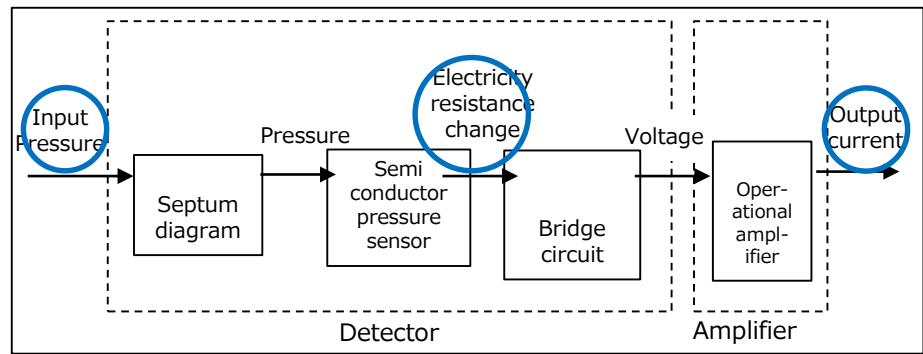 Input
Pressure
Septum
diagram
Pressure
Semi
conductor
pressure
sensor
Electricity
resistance
change
Bridge
circuit
Voltage
Oper-
ational
ampl-
ifier
Output
current
Detector
Amplifier